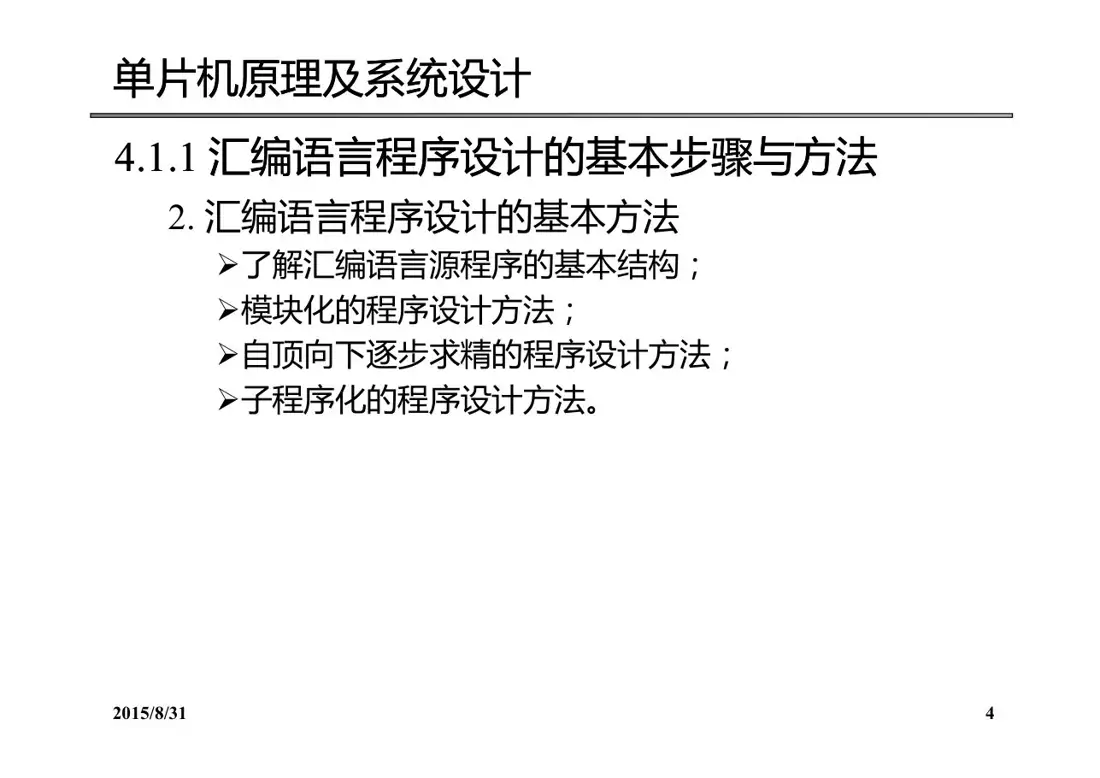 单片机原理及系统设计
4.1.1 汇编语言程序设计的基本步骤与方法
2. 汇编语言程序设计的基本方法
➢了解汇编语言源程序的基本结构；
➢模块化的程序设计方法；
➢自顶向下逐步求精的程序设计方法；
➢子程序化的程序设计方法。
2015/8/31
4